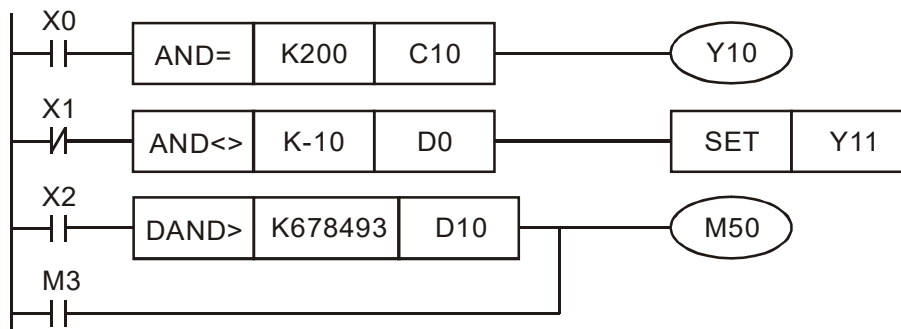 X0
AND= K200 C10 Y10
X1
AND<> K-10 D0 SET Y11
X2
DAND> K678493 D10 M50
M3